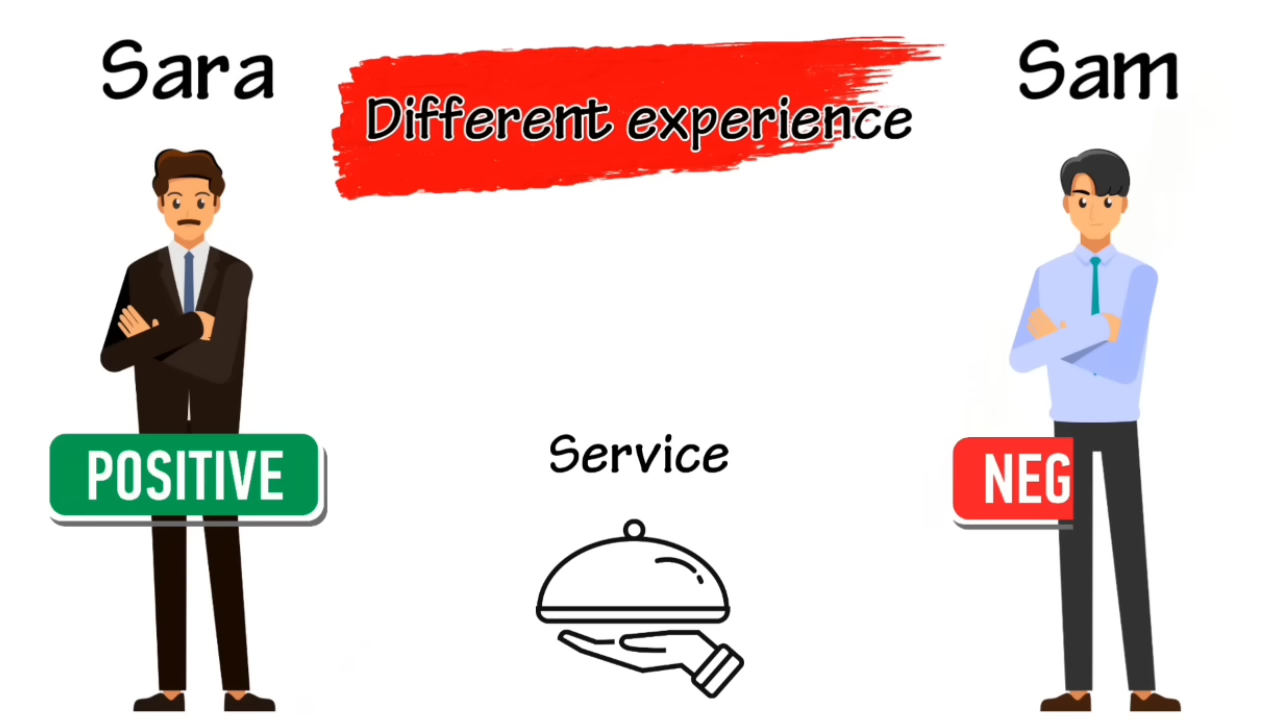 Sara
Different experience
Sam
POSITIVE
NEG
Service